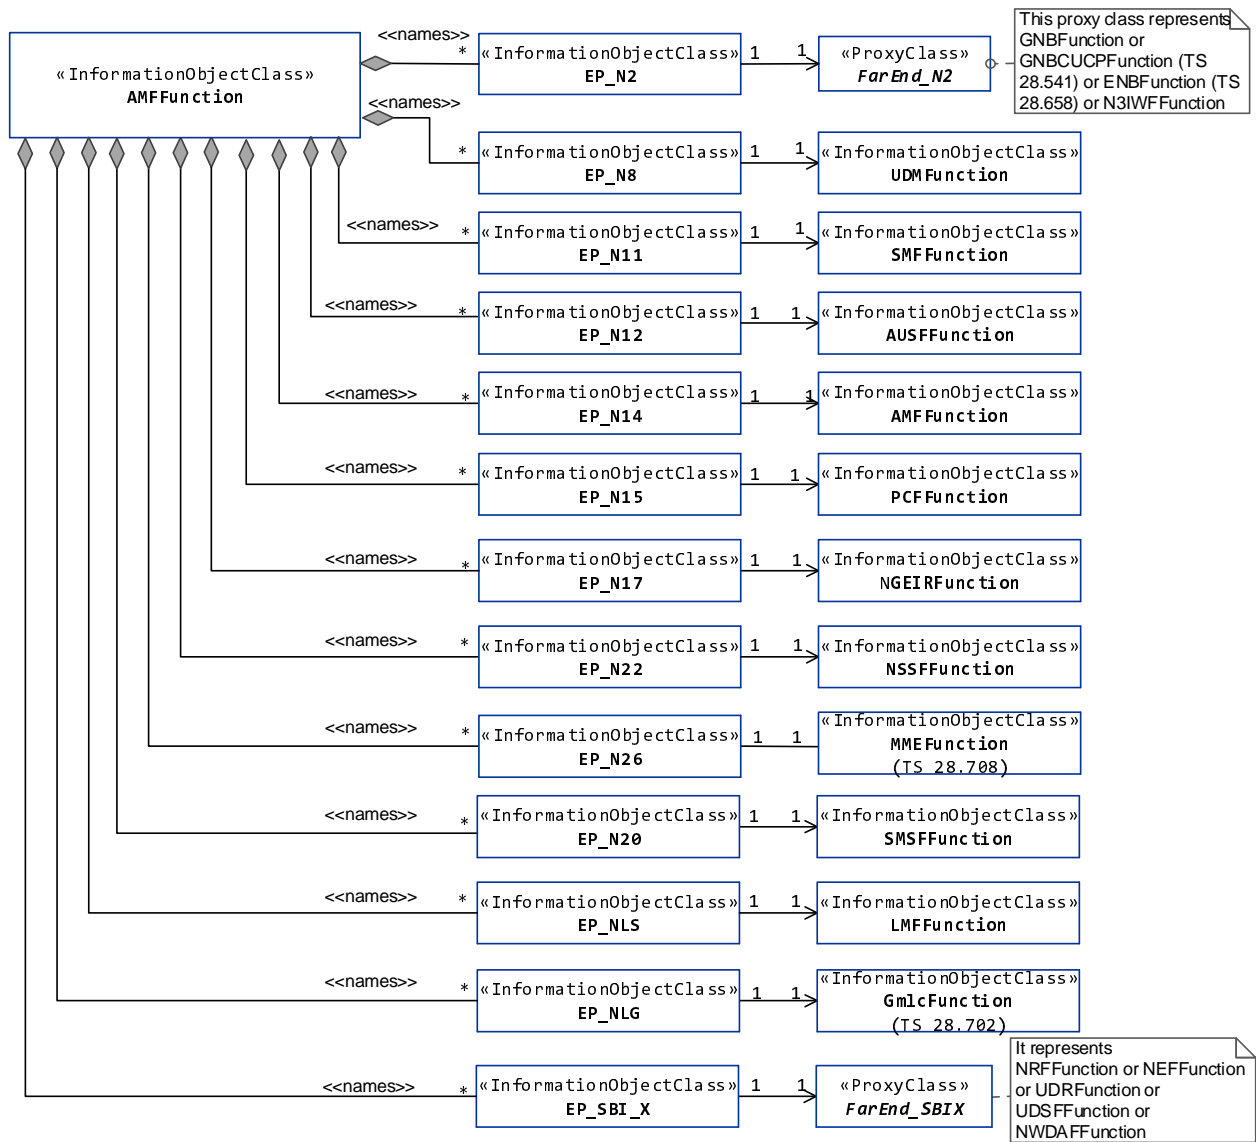 <<names>>
* «InformationObjectClass» 1 1 «ProxyClass»
EP_N2 FarEnd_N2
This proxy class represents
GNBFunction or
GNBCUCPFunction (TS
28.541) or ENBFunction (TS
28.658) or N3IWFFunction
«InformationObjectClass»
AMFFunction
<<names>>
* «InformationObjectClass» 1 1 «InformationObjectClass»
EP_N8 UDMFunction
<<names>> * «InformationObjectClass» 1 1 «InformationObjectClass»
EP_N11 SMFFunction
<<names>> * «InformationObjectClass» 1 1 «InformationObjectClass»
EP_N12 AUSFFunction
<<names>> * «InformationObjectClass» 1 1 «InformationObjectClass»
EP_N14 AMFFunction
<<names>> * «InformationObjectClass» 1 1 «InformationObjectClass»
EP_N15 PCFFunction
<<names>> * «InformationObjectClass» 1 1 «InformationObjectClass»
EP_N17 NGEIRFunction
<<names>> * «InformationObjectClass» 1 1 «InformationObjectClass»
EP_N22 NSSFFunction
<<names>> * «InformationObjectClass» 1 1 «InformationObjectClass»
EP_N26 MMEFunction
(TS 28.708)
<<names>> * «InformationObjectClass» 1 1 «InformationObjectClass»
EP_N20 SMSFFunction
<<names>> * «InformationObjectClass» 1 1 «InformationObjectClass»
EP_NLS LMFFunction
<<names>> * «InformationObjectClass» 1 1 «InformationObjectClass»
EP_NLG GmlcFunction
(TS 28.702)
<<names>> * «InformationObjectClass» 1 1 «ProxyClass»
EP_SBI_X FarEnd_SBIX
It represents
NRFFunction or NEFFunction
or UDRFunction or
UDSFFunction or
NWDAFFunction